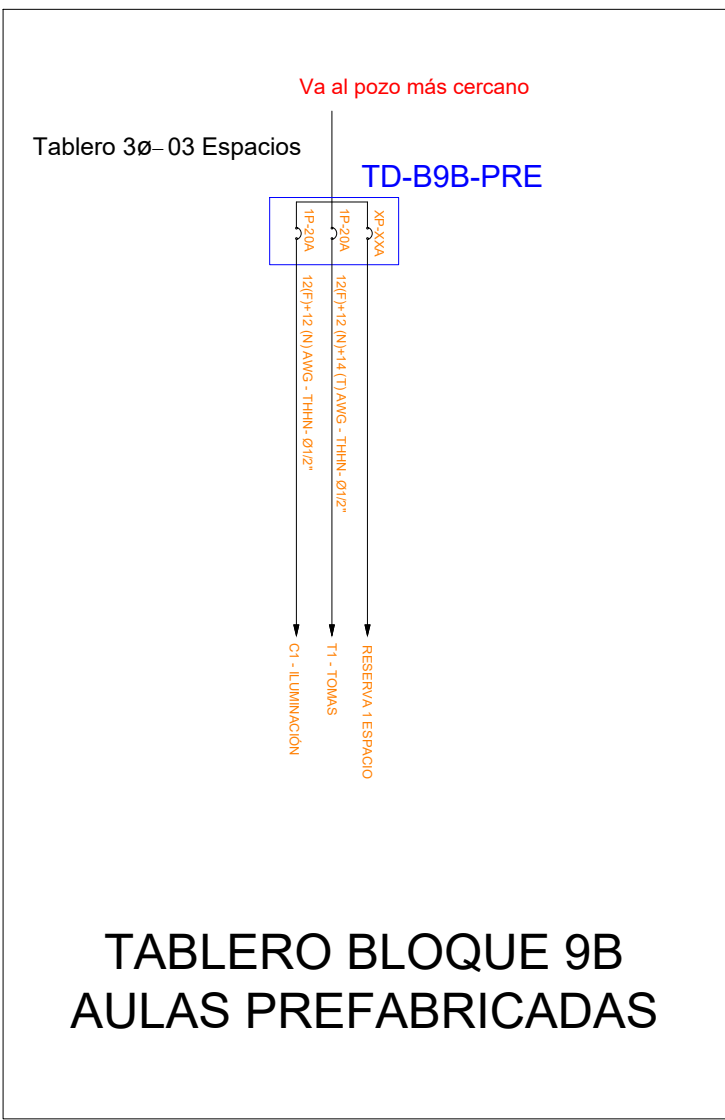 Va al pozo más cercano
Tablero 3ø– 03 Espacios
TD-B9B-PRE
1P-20A
1P-20A
XP-XXA
12(F)+12 (N) AWG - THHN- Ø1/2"
12(F)+12 (N)+14 (T) AWG - THHN- Ø1/2"
C1 - ILUMINACIÓN
T1 - TOMAS
RESERVA 1 ESPACIO
TABLERO BLOQUE 9B
AULAS PREFABRICADAS